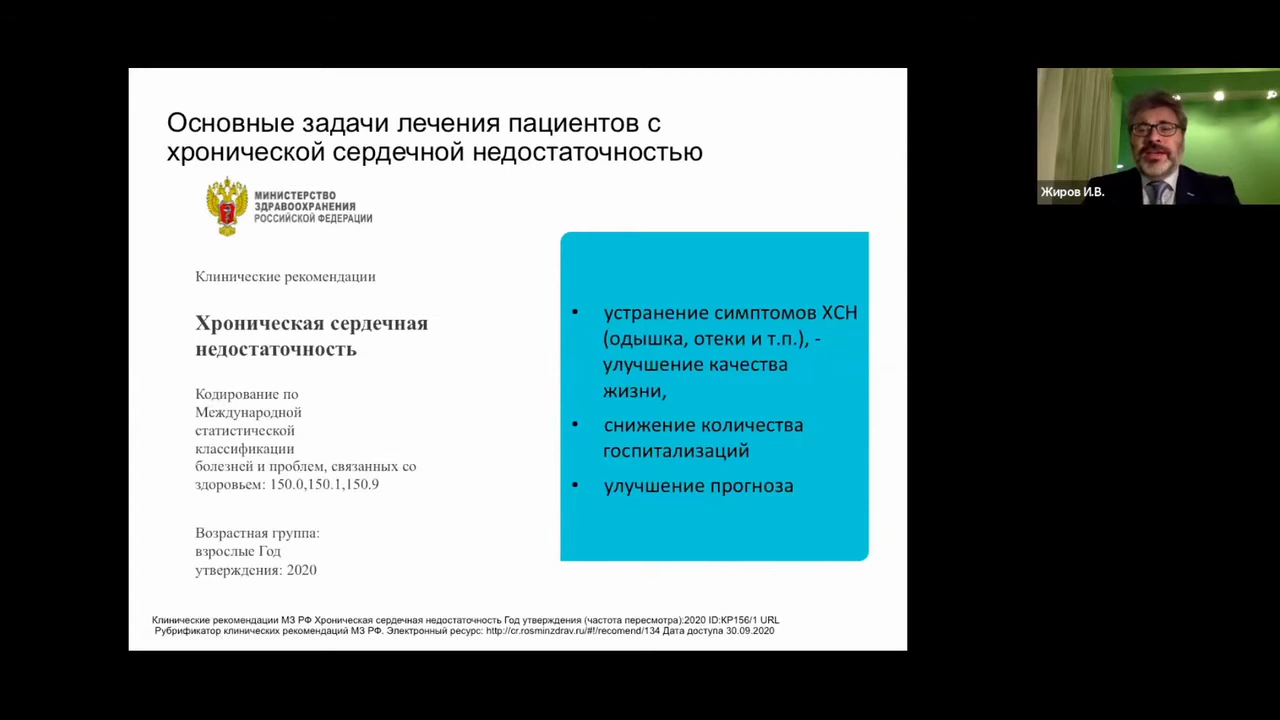 Основные задачи лечения пациентов с
хронической сердечной недостаточностью
МИНИСТЕРСТВО
ЗДРАВООХРАНЕНИЯ
РОССИЙСКОЙ ФЕДЕРАЦИИ
Клинические рекомендации
Хроническая сердечная
недостаточность
Кодирование по
Международной
статистической
классификации
болезней и проблем, связанных со
здоровьем: 150.0,150.1,150.9
Возрастная группа:
взрослые Год
утверждения: 2020
• устранение симптомов ХСН
(одышка, отеки и т.п.), -
улучшение качества
жизни,
• снижение количества
госпитализаций
• улучшение прогноза
Клинические рекомендации МЗ РФ Хроническая сердечная недостаточность Год утверждения (частота пересмотра):2020 ID:КР156/1 URL
Рубрификатор клинических рекомендаций МЗ РФ. Электронный ресурс: http://cr.rosminzdrav.ru/#!/recomend/134 Дата доступа 30.09.2020
Жиров И.В.